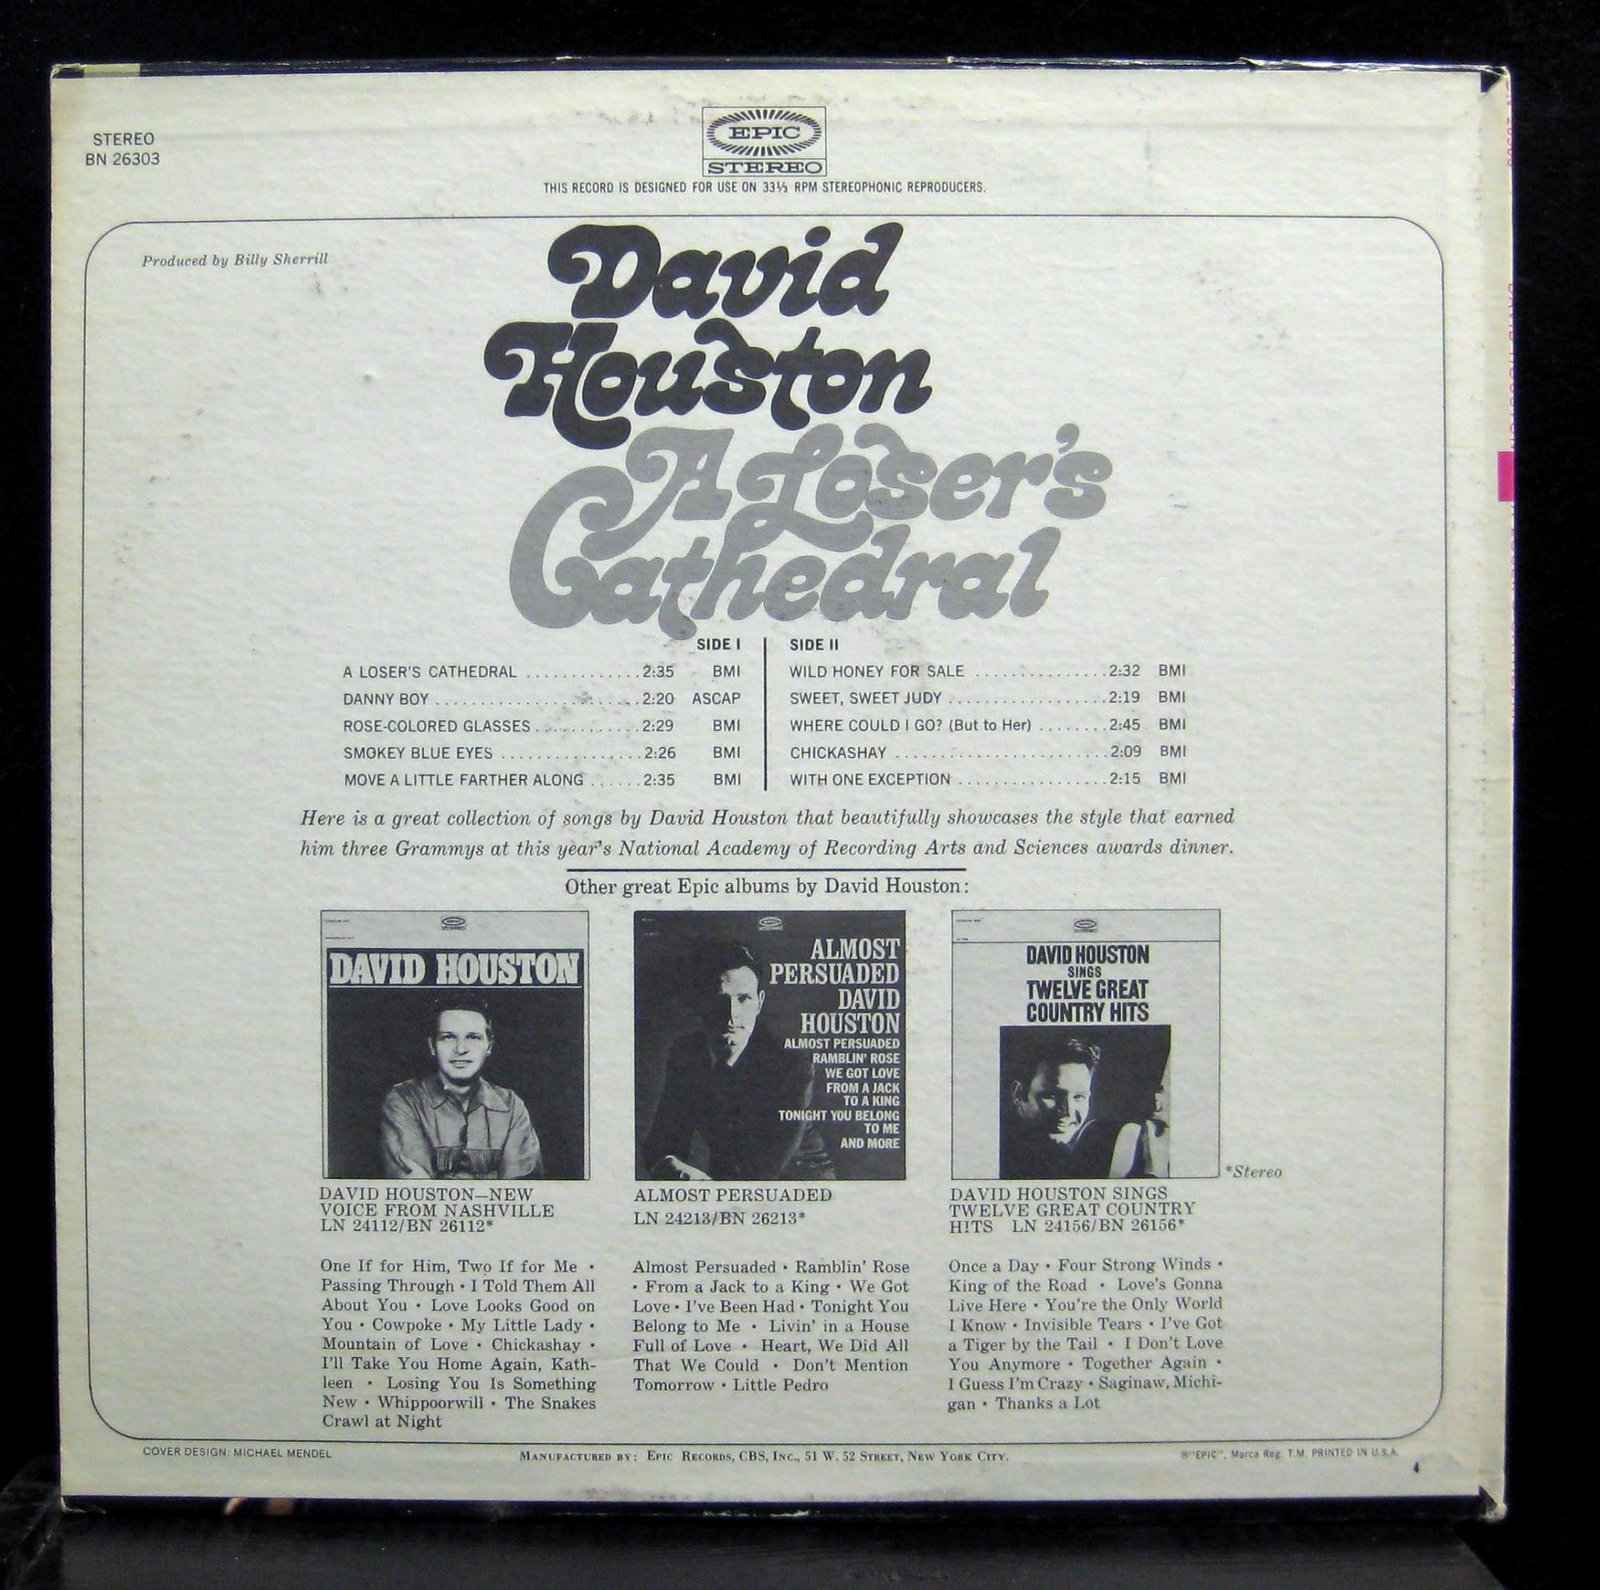 STEREO
BN 26303
EPIC
STEREO
THIS RECORD IS DESIGNED FOR USE ON 33⅓ RPM STEREOPHONIC REPRODUCERS.
Produced by Billy Sherrill
David
Houston
A Loser's
Cathedral
SIDE I
A LOSER'S CATHEDRAL .............2:35 BMI
DANNY BOY ........................2:20 ASCAP
ROSE-COLORED GLASSES.............2:29 BMI
SMOKEY BLUE EYES ................2:26 BMI
MOVE A LITTLE FARTHER ALONG ......2:35 BMI
SIDE II
WILD HONEY FOR SALE ...............2:32 BMI
SWEET, SWEET JUDY ..................2:19 BMI
WHERE COULD I GO? (But to Her) ........2:45 BMI
CHICKASHAY ........................2:09 BMI
WITH ONE EXCEPTION .................2:15 BMI
Here is a great collection of songs by David Houston that beautifully showcases the style that earned
him three Grammys at this year's National Academy of Recording Arts and Sciences awards dinner.
Other great Epic albums by David Houston:
DAVID HOUSTON
DAVID HOUSTON—NEW
VOICE FROM NASHVILLE
LN 24112/BN 26112*
One If for Him, Two If for Me •
Passing Through • I Told Them All
About You • Love Looks Good on
You • Cowpoke • My Little Lady •
Mountain of Love • Chickashay •
I'll Take You Home Again, Kath-
leen • Losing You Is Something
New • Whippoorwill • The Snakes
Crawl at Night
ALMOST
PERSUADED
DAVID
HOUSTON
ALMOST PERSUADED
RAMBLIN' ROSE
WE GOT LOVE
FROM A JACK
TO A KING
TONIGHT YOU BELONG
TO ME
AND MORE
ALMOST PERSUADED
LN 24213/BN 26213*
Almost Persuaded • Ramblin' Rose
• From a Jack to a King • We Got
Love • I've Been Had • Tonight You
Belong to Me • Livin' in a House
Full of Love • Heart, We Did All
That We Could • Don't Mention
Tomorrow • Little Pedro
DAVID HOUSTON
SINGS
TWELVE GREAT
COUNTRY HITS
*Stereo
DAVID HOUSTON SINGS
TWELVE GREAT COUNTRY
HITS LN 24156/BN 26156*
Once a Day • Four Strong Winds •
King of the Road • Love's Gonna
Live Here • You're the Only World
I Know • Invisible Tears • I've Got
a Tiger by the Tail • I Don't Love
You Anymore • Together Again •
I Guess I'm Crazy • Saginaw, Michi-
gan • Thanks a Lot
COVER DESIGN: MICHAEL MENDEL
MANUFACTURED BY: EPIC RECORDS, CBS, INC., 51 W. 52 STREET, NEW YORK CITY.
®"EPIC", Marca Reg. T.M. PRINTED IN U.S.A.
4